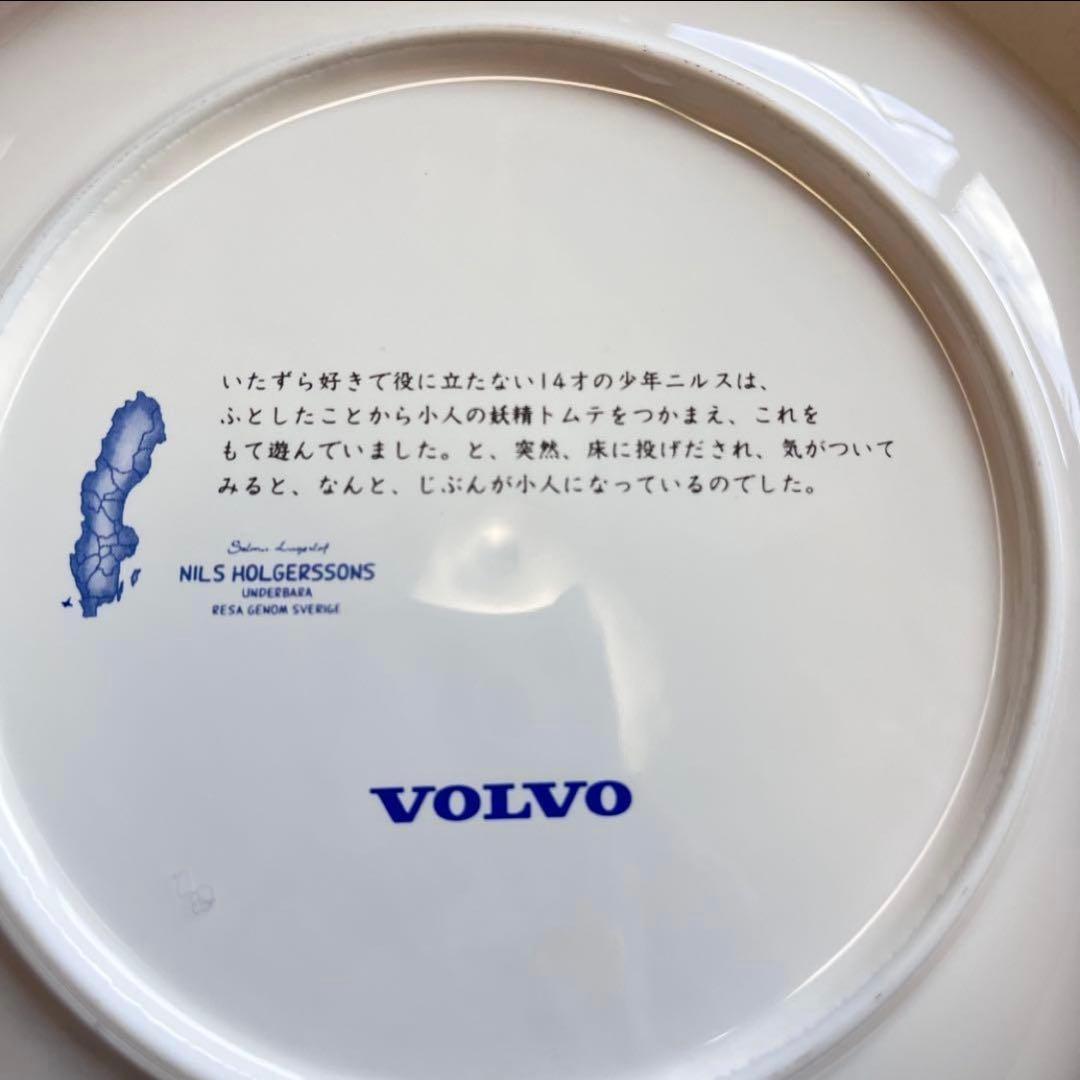 いたずら好きで役に立たない14才の少年ニルスは、
ふとしたことから小人の妖精トムテをつかまえ、これを
もて遊んでいました。と、突然、床に投げだされ、気がついて
みると、なんと、じぶんが小人になっているのでした。
Selma Lagerlöf
NILS HOLGERSSONS
UNDERBARA
RESA GENOM SVERIGE
VOLVO